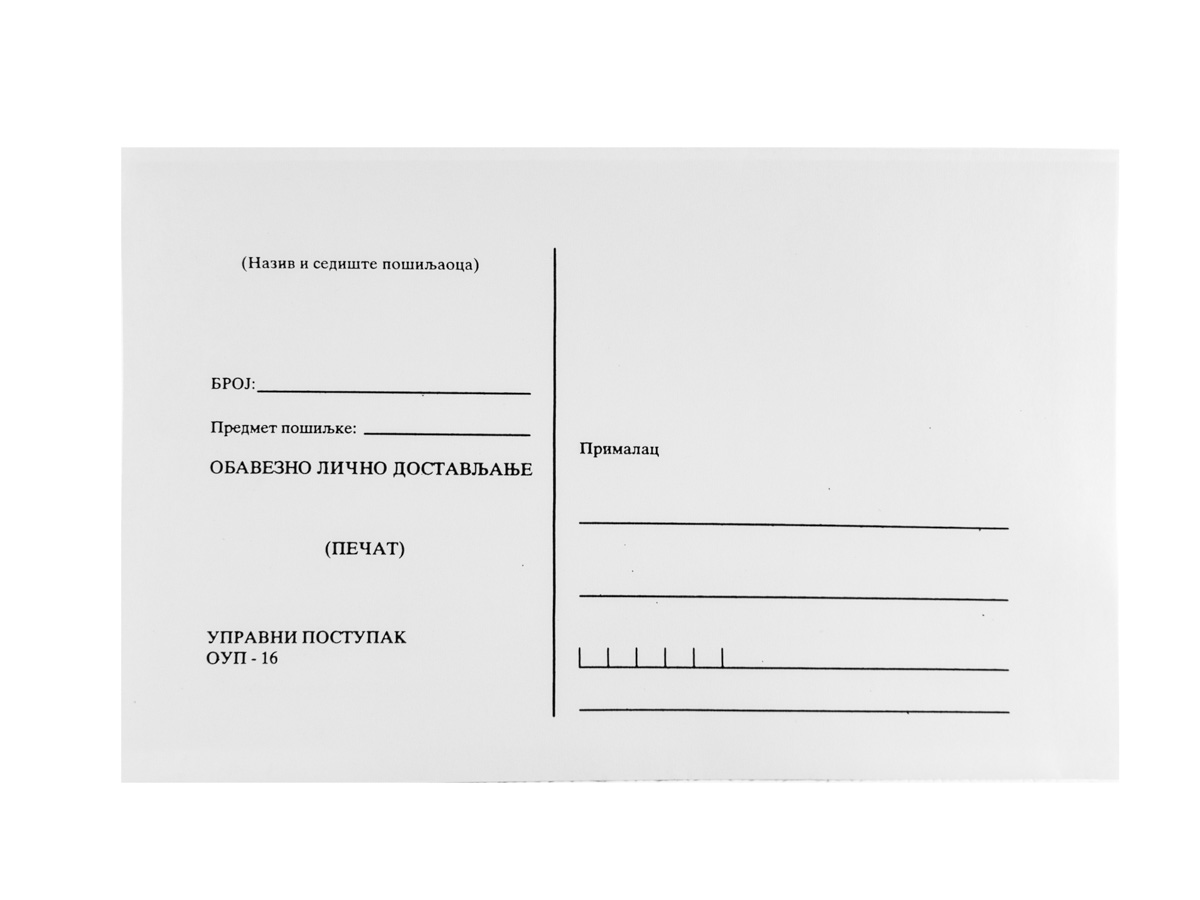 (Назив и седиште пошиљаоца)
БРОЈ:
Предмет пошиљке:
ОБАВЕЗНО ЛИЧНО ДОСТАВЉАЊЕ
(ПЕЧАТ)
УПРАВНИ ПОСТУПАК
ОУП - 16
Прималац